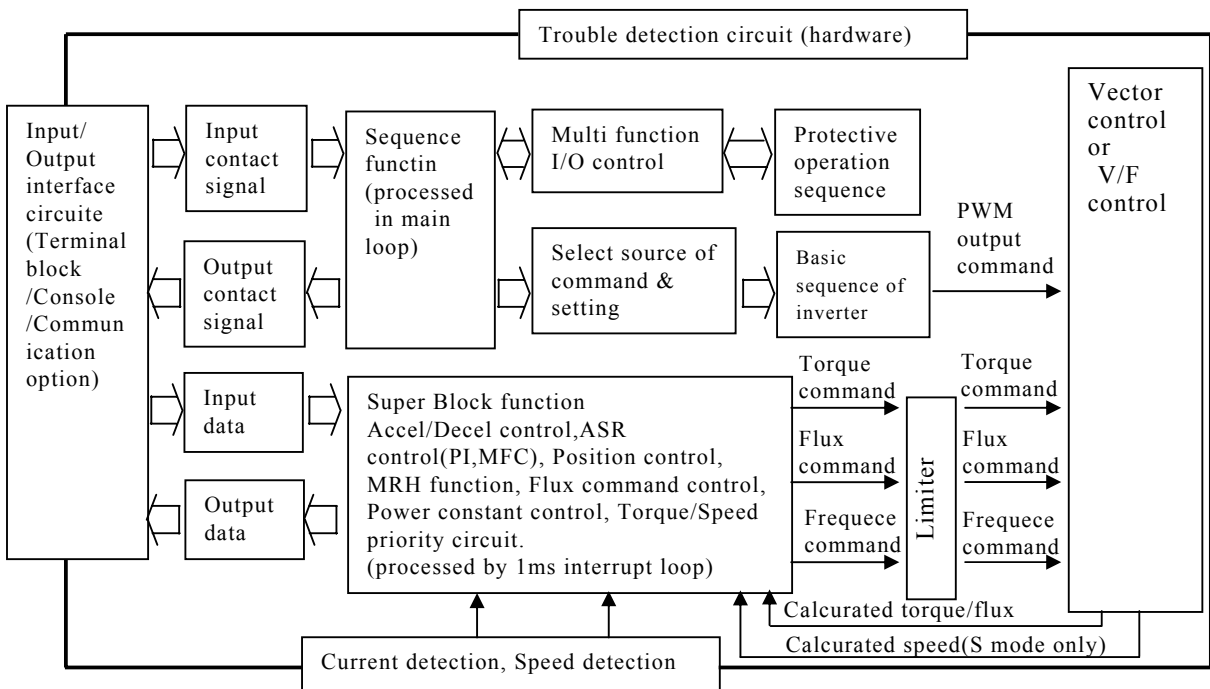 Trouble detection circuit (hardware)
Input/
Output
interface
circuite
(Terminal
block
/Console
/Commun
ication
option)
Input
contact
signal
Sequence
functin
(processed
in main
loop)
Multi function
I/O control
Protective
operation
sequence
Vector
control
or
V/F
control
Output
contact
signal
Select source of
command &
setting
Basic
sequence of
inverter
PWM
output
command
Input
data
Output
data
Super Block function
Accel/Decel control,ASR
control(PI,MFC), Position control,
MRH function, Flux command control,
Power constant control, Torque/Speed
priority circuit.
(processed by 1ms interrupt loop)
Torque
command
Flux
command
Frequece
command
Limiter
Torque
command
Flux
command
Frequece
command
Calcurated torque/flux
Calcurated speed(S mode only)
Current detection, Speed detection